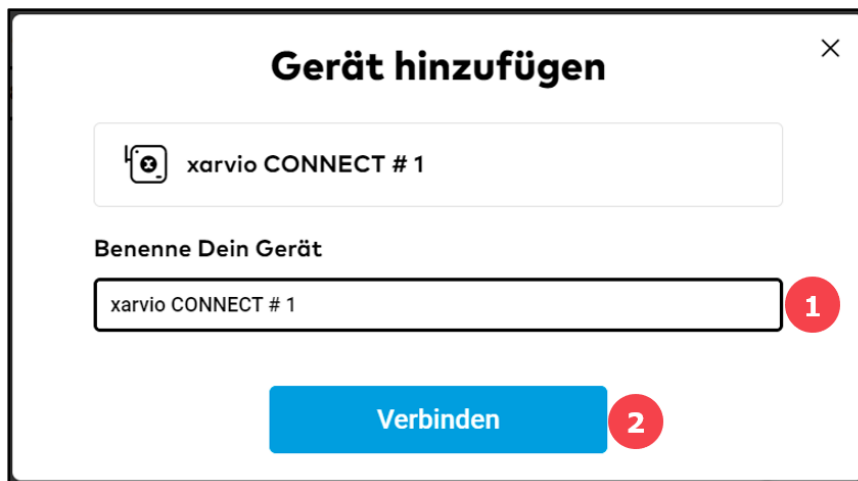 Gerät hinzufügen
xarvio CONNECT # 1
Benenne Dein Gerät
xarvio CONNECT # 1
1
Verbinden
2